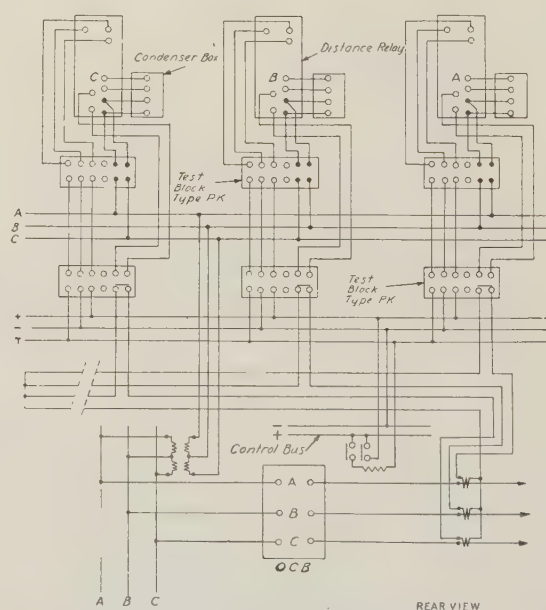 Condenser Box
Distance Relay
C
B
A
Test
Block
Type PK
A
B
C
Test
Block
Type PK
+
−
T
−
+
Control Bus
A
B
C
OCB
A B C
REAR VIEW